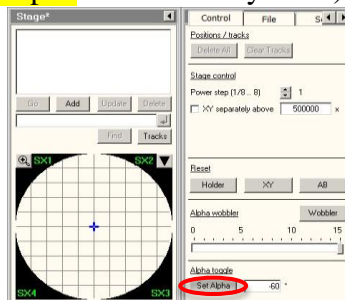 Stage*
Go Add Update Delete
Find Tracks
SX1 SX2
SX4 SX3
Control File
Positions / tracks
Delete All Clear Tracks
Stage control
Power step (1/8 .. 8) 1
XY separately above 500000 x
Reset
Holder XY AB
Alpha wobbler Wobbler
0 5 10 15
Alpha toggle
Set Alpha -60 °